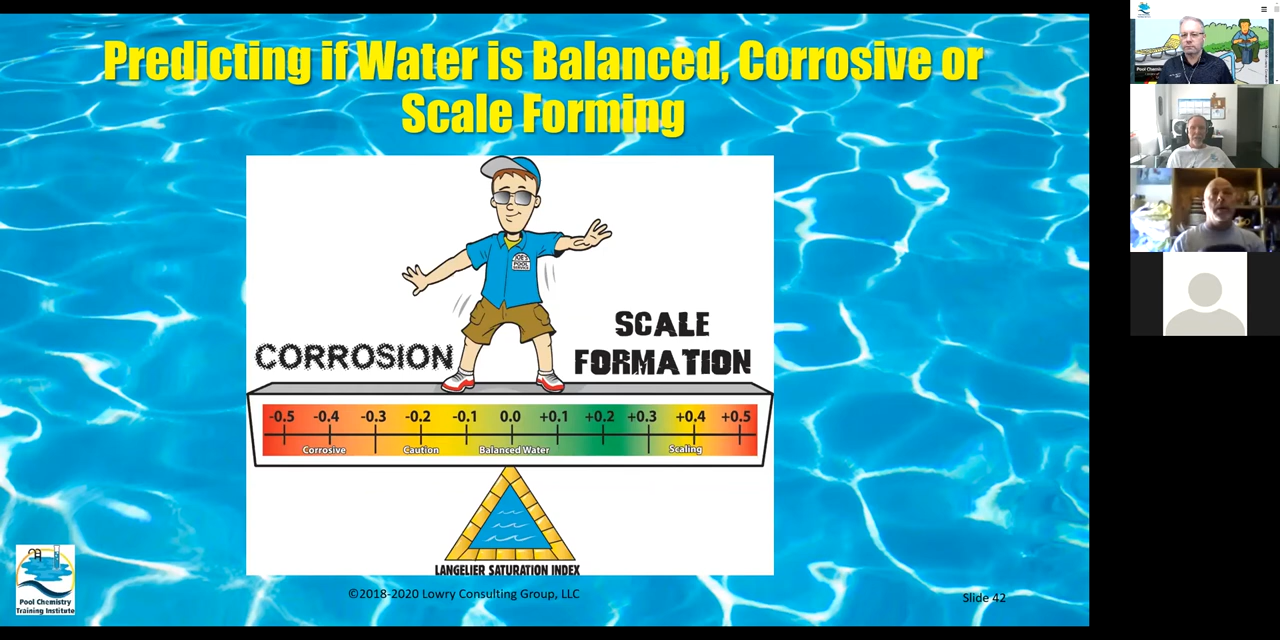 Predicting if Water is Balanced, Corrosive or
Scale Forming
JOE'S
POOL
SCALE
FORMATION
CORROSION
-0.5 -0.4 -0.3 -0.2 -0.1 0.0 +0.1 +0.2 +0.3 +0.4 +0.5
Corrosive Caution Balanced Water Scaling
LANGELIER SATURATION INDEX
©2018-2020 Lowry Consulting Group, LLC
Slide 42
Pool Chemistry
Training Institute